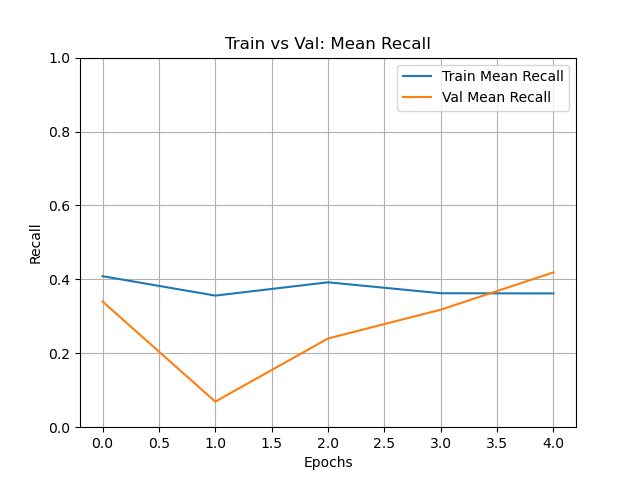 Train vs Val: Mean Recall
Train Mean Recall
Val Mean Recall
Recall
1.0
0.8
0.6
0.4
0.2
0.0
0.0 0.5 1.0 1.5 2.0 2.5 3.0 3.5 4.0
Epochs